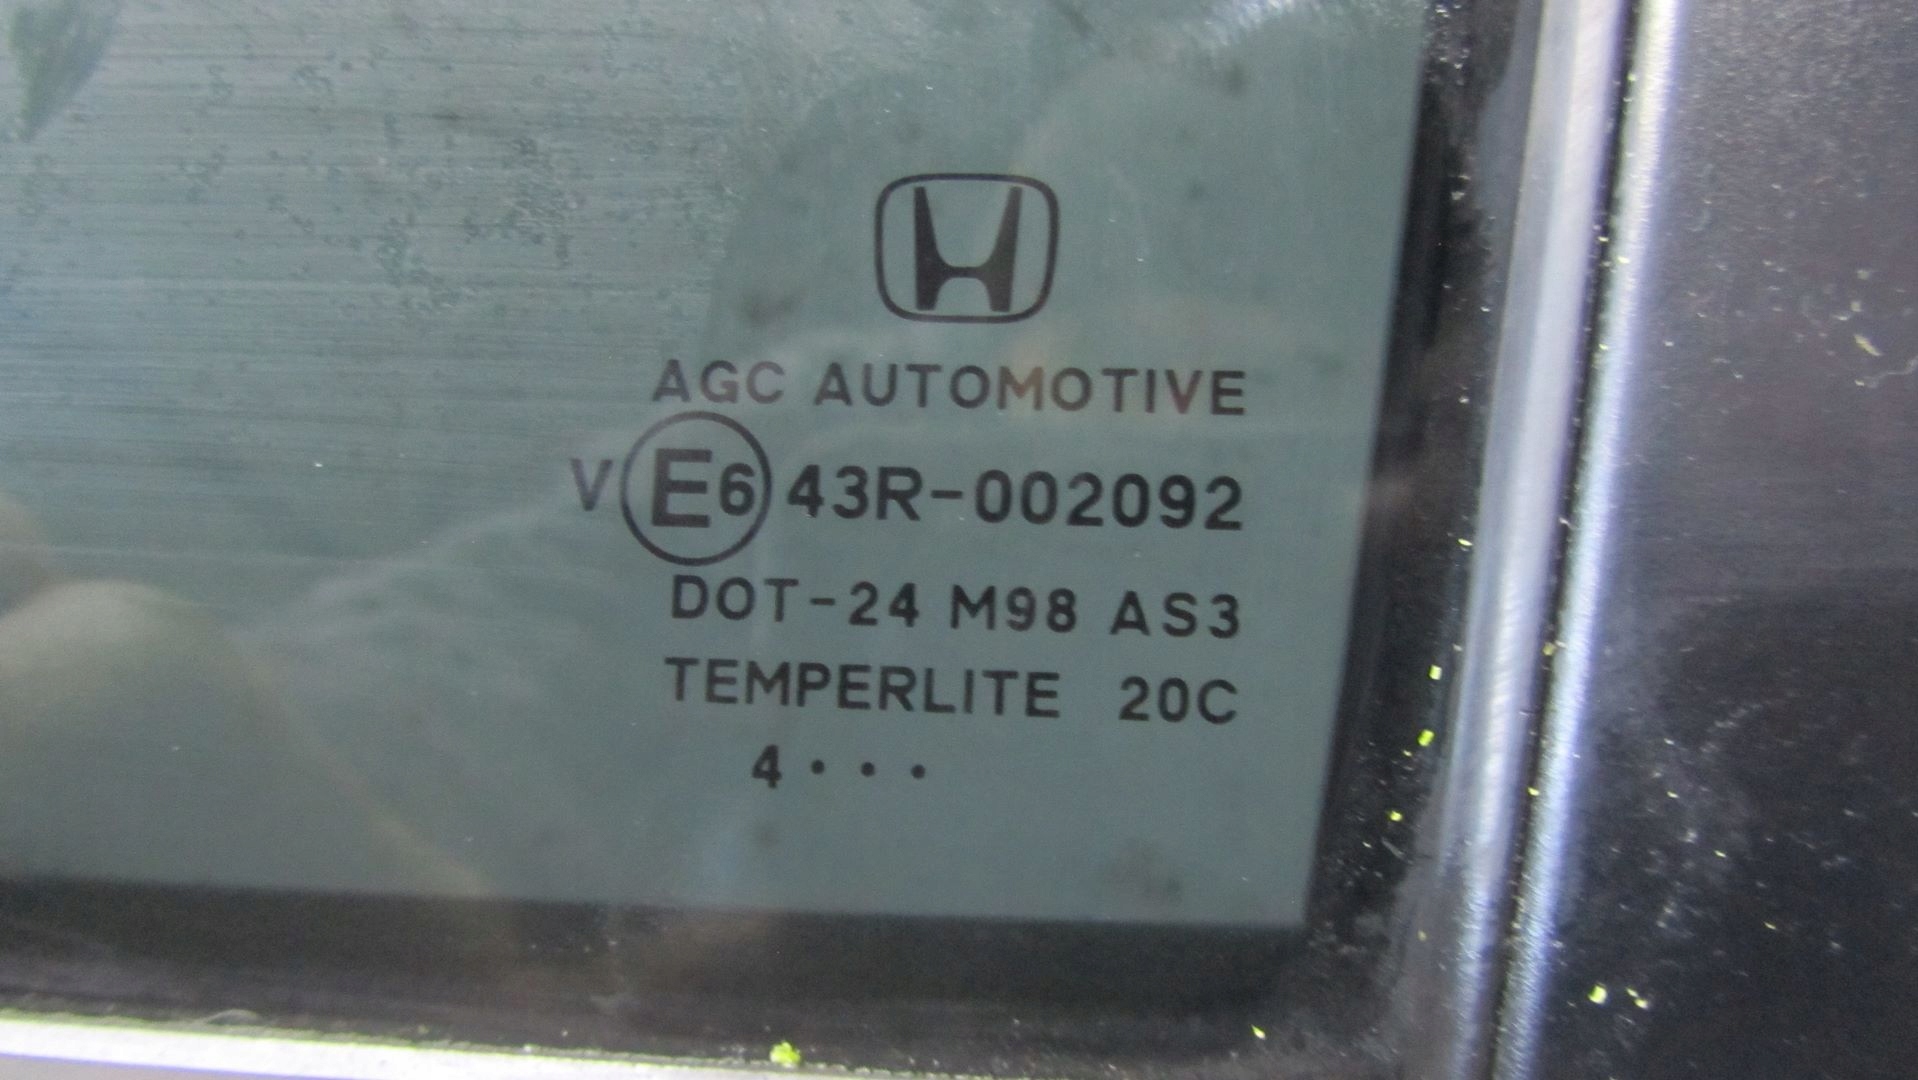 AGC AUTOMOTIVE
V E6 43R-002092
DOT-24 M98 AS3
TEMPERLITE 20C
4 • • •